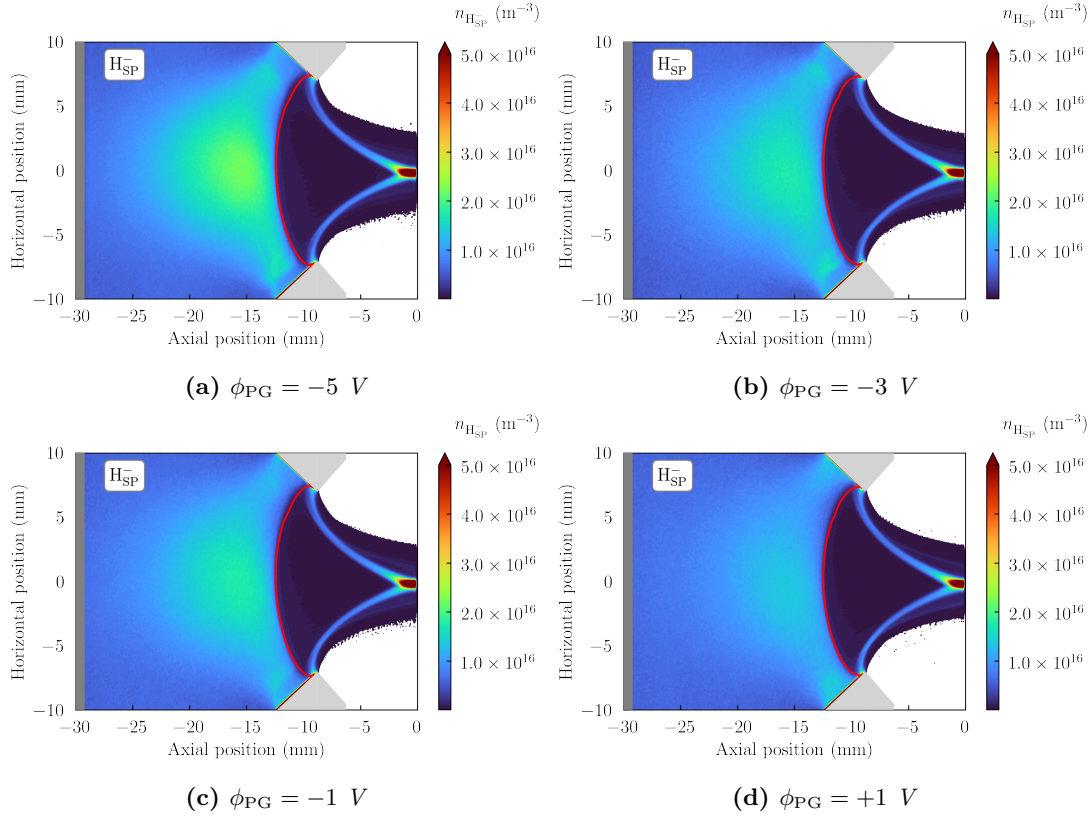 n_{H^-_{SP}} (m^{-3})
n_{H^-_{SP}} (m^{-3})
H^-_{SP}
H^-_{SP}
Horizontal position (mm)
10
5
0
−5
−10
5.0 × 10^{16}
4.0 × 10^{16}
3.0 × 10^{16}
2.0 × 10^{16}
1.0 × 10^{16}
−30 −25 −20 −15 −10 −5 0
Axial position (mm)
Horizontal position (mm)
10
5
0
−5
−10
5.0 × 10^{16}
4.0 × 10^{16}
3.0 × 10^{16}
2.0 × 10^{16}
1.0 × 10^{16}
−30 −25 −20 −15 −10 −5 0
Axial position (mm)
(a) ϕ_{PG} = −5 V
(b) ϕ_{PG} = −3 V
n_{H^-_{SP}} (m^{-3})
n_{H^-_{SP}} (m^{-3})
H^-_{SP}
H^-_{SP}
Horizontal position (mm)
10
5
0
−5
−10
5.0 × 10^{16}
4.0 × 10^{16}
3.0 × 10^{16}
2.0 × 10^{16}
1.0 × 10^{16}
−30 −25 −20 −15 −10 −5 0
Axial position (mm)
Horizontal position (mm)
10
5
0
−5
−10
5.0 × 10^{16}
4.0 × 10^{16}
3.0 × 10^{16}
2.0 × 10^{16}
1.0 × 10^{16}
−30 −25 −20 −15 −10 −5 0
Axial position (mm)
(c) ϕ_{PG} = −1 V
(d) ϕ_{PG} = +1 V